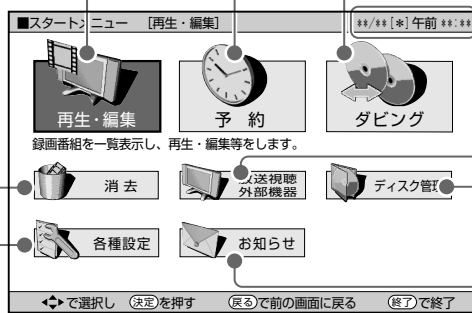 ■スタートメニュー [再生・編集] **/**[*]午前**:**
再生・編集
予約
ダビング
録画番組を一覧表示し、再生・編集等をします。
消去
放送視聴
外部機器
ディスク管理
各種設定
お知らせ
で選択し 決定を押す 戻るで前の画面に戻る 終了で終了